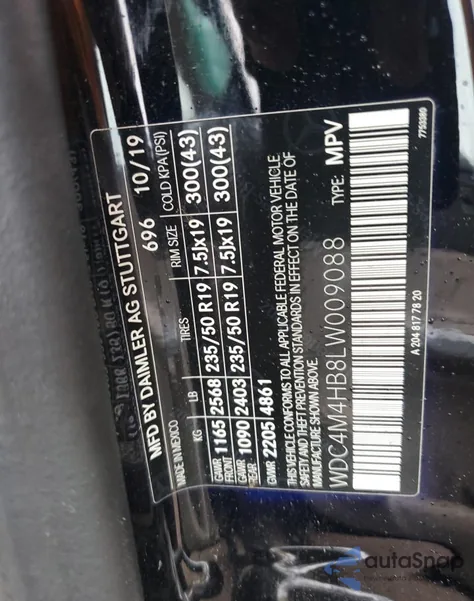 MFD BY DAIMLER AG STUTTGART
MADE IN MEXICO 696 10/19
KG LB TIRES RIM SIZE COLD KPA(PSI)
GAWR FRONT 1165 2568 235/50 R19 7.5Jx19 300(43)
GAWR REAR 1090 2403 235/50 R19 7.5Jx19 300(43)
GVWR 2205 4861
THIS VEHICLE CONFORMS TO ALL APPLICABLE FEDERAL MOTOR VEHICLE
SAFETY AND THEFT PREVENTION STANDARDS IN EFFECT ON THE DATE OF
MANUFACTURE SHOWN ABOVE.
WDC4M4HB8LW009088 TYPE: MPV
A 204 817 78 20
autoSnap